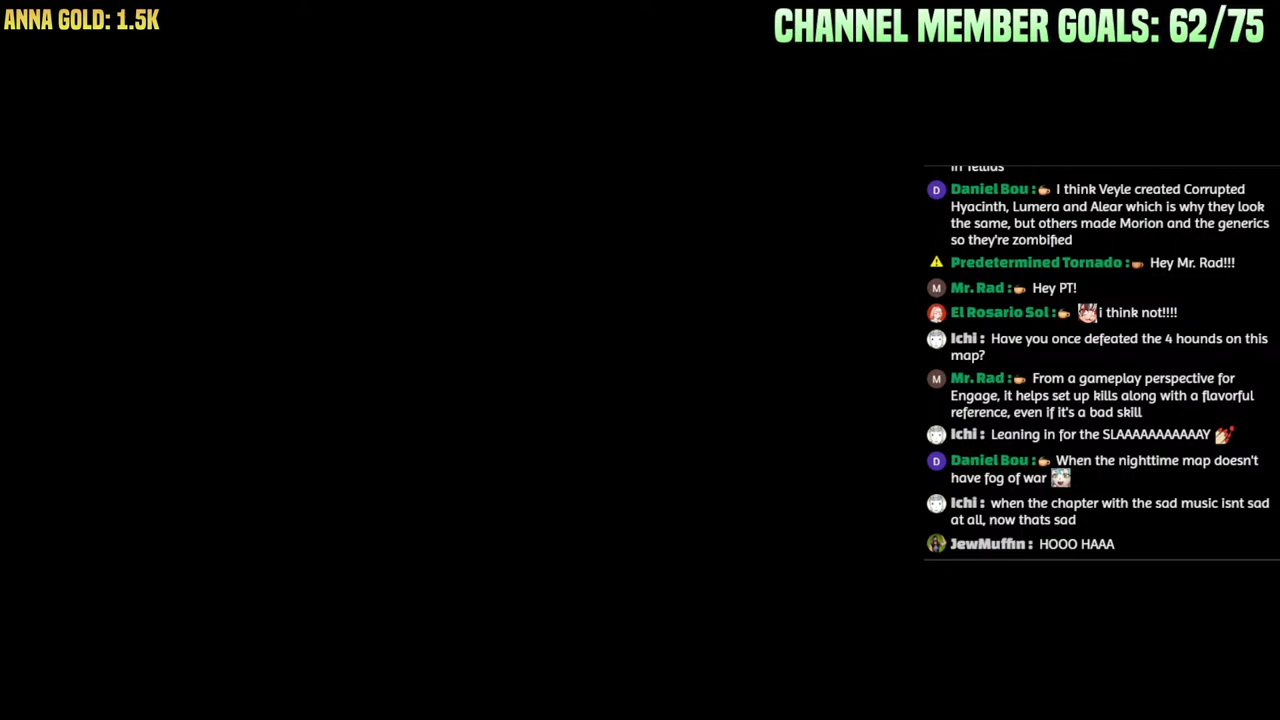 ANNA GOLD: 1.5K
CHANNEL MEMBER GOALS: 62/75
in Tellius
D Daniel Bou : I think Veyle created Corrupted
Hyacinth, Lumera and Alear which is why they look
the same, but others made Morion and the generics
so they're zombified
Predetermined Tornado : Hey Mr. Rad!!!
M Mr. Rad : Hey PT!
El Rosario Sol : i think not!!!!
Ichi : Have you once defeated the 4 hounds on this
map?
M Mr. Rad : From a gameplay perspective for
Engage, it helps set up kills along with a flavorful
reference, even if it's a bad skill
Ichi : Leaning in for the SLAAAAAAAAAAY
D Daniel Bou : When the nighttime map doesn't
have fog of war
Ichi : when the chapter with the sad music isnt sad
at all, now thats sad
JewMuffin : HOOO HAAA